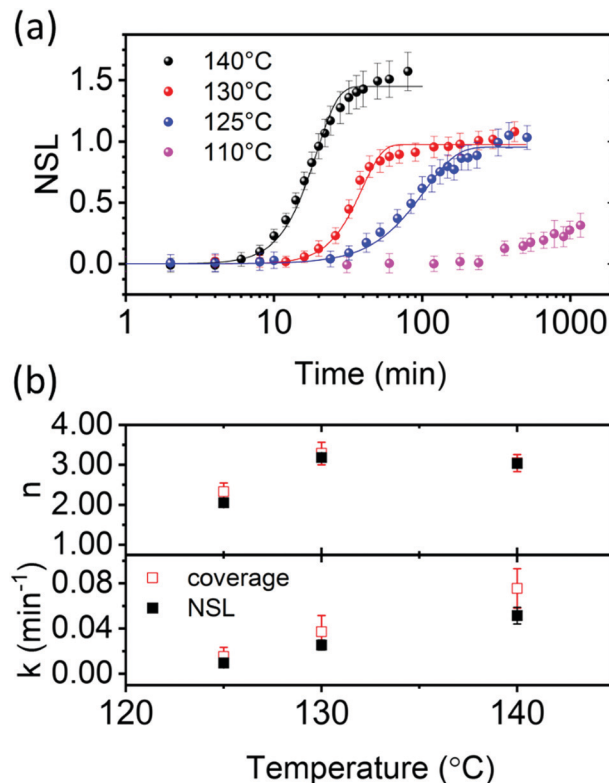 (a)
140°C
130°C
125°C
110°C
NSL
1.5
1.0
0.5
0.0
1
10
100
1000
Time (min)
(b)
n
4.00
3.00
2.00
1.00
k (min⁻¹)
0.08
0.04
0.00
coverage
NSL
120
130
140
Temperature (°C)